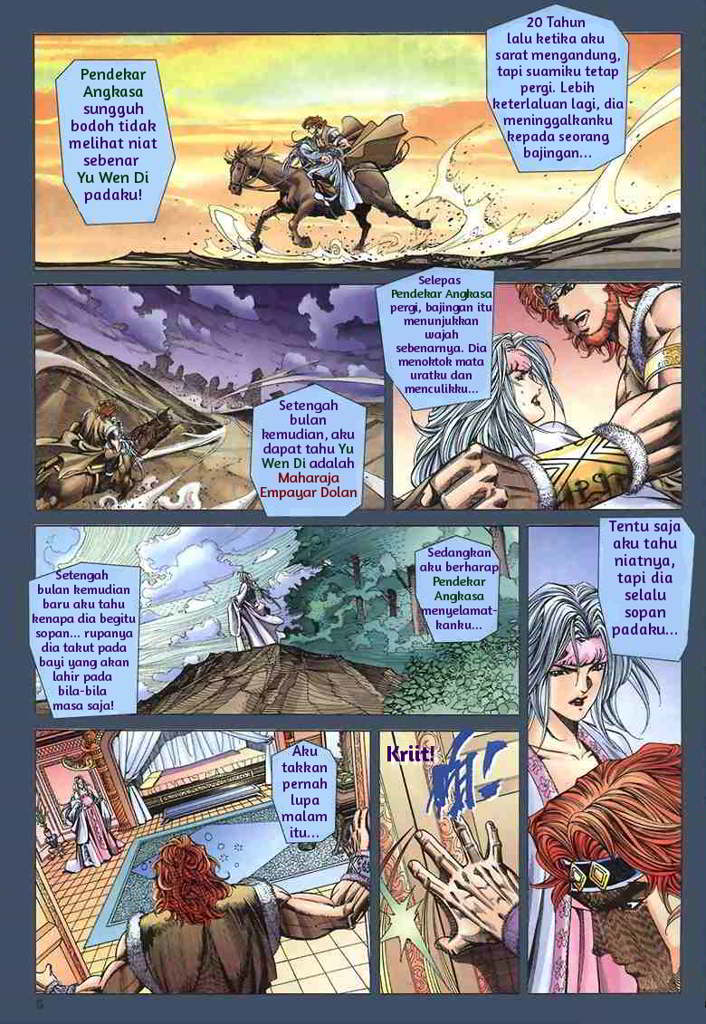 20 Tahun
lalu ketika aku
sarat mengandung,
tapi suamiku tetap
pergi. Lebih
keterlaluan lagi, dia
meninggalkanku
kepada seorang
bajingan...
Pendekar
Angkasa
sungguh
bodoh tidak
melihat niat
sebenar
Yu Wen Di
padaku!
Selepas
Pendekar Angkasa
pergi, bajingan itu
menunjukkan
wajah
sebenarnya. Dia
menoktok mata
uratku dan
menculikku...
Setengah
bulan
kemudian, aku
dapat tahu Yu
Wen Di adalah
Maharaja
Empayar Dolan
Tentu saja
aku tahu
niatnya,
tapi dia
selalu
sopan
padaku...
Sedangkan
aku berharap
Pendekar
Angkasa
menyelamat-
kanku...
Setengah
bulan kemudian
baru aku tahu
kenapa dia begitu
sopan... rupanya
dia takut pada
bayi yang akan
lahir pada
bila-bila
masa saja!
Aku
takkan
pernah
lupa
malam
itu...
Kriit!